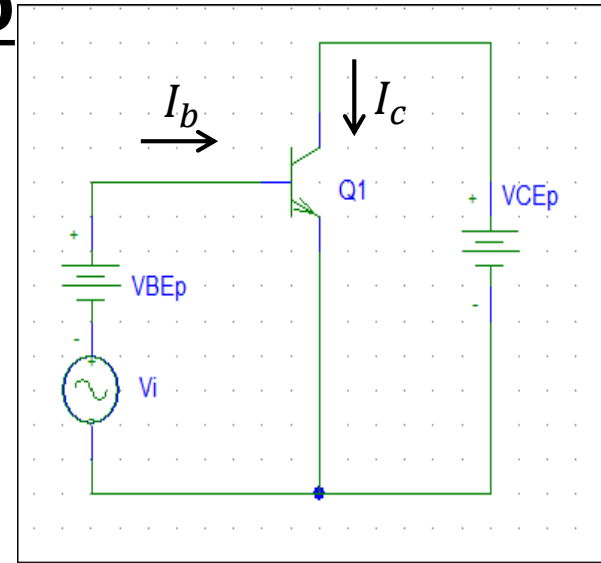 I_b
I_c
Q1
+
VCEp
+
VBEp
-
-
+
Vi